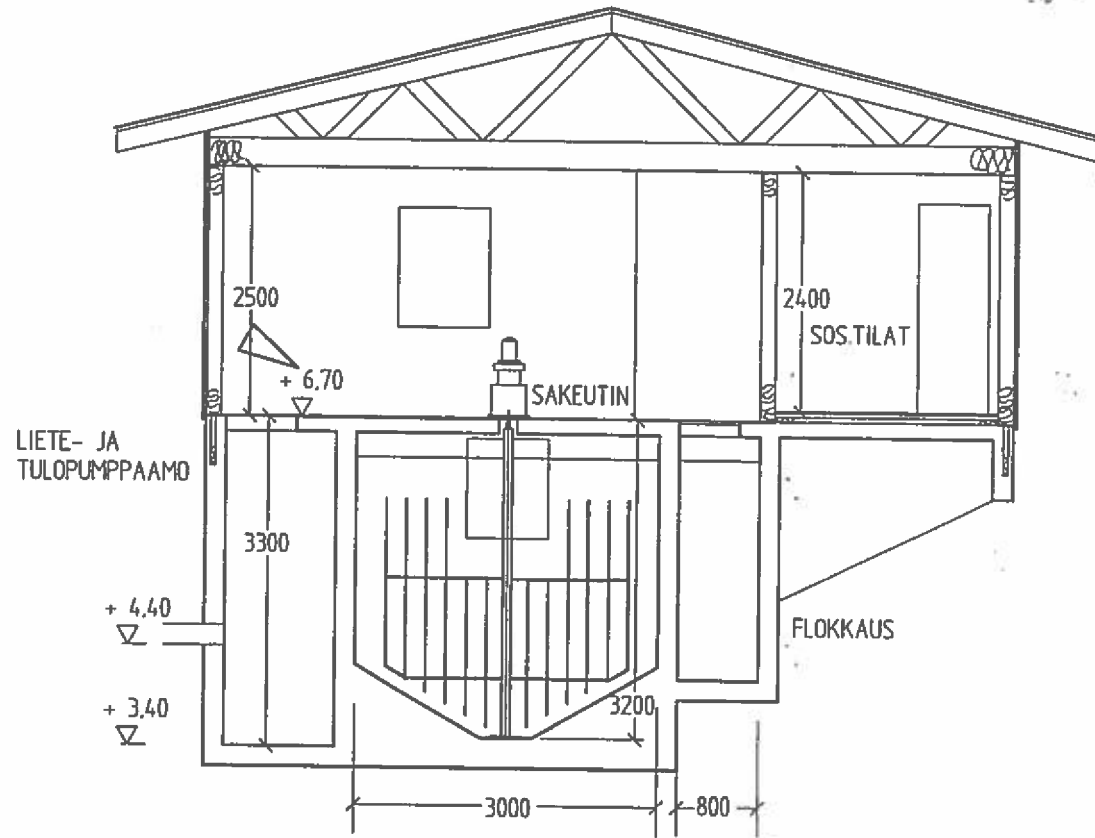 2500
2400
SOS.TILAT
+ 6,70
SAKEUTIN
LIETE- JA
TULOPUMPPAAMO
3300
+ 4,40
FLOKKAUS
+ 3,40
3200
3000
800